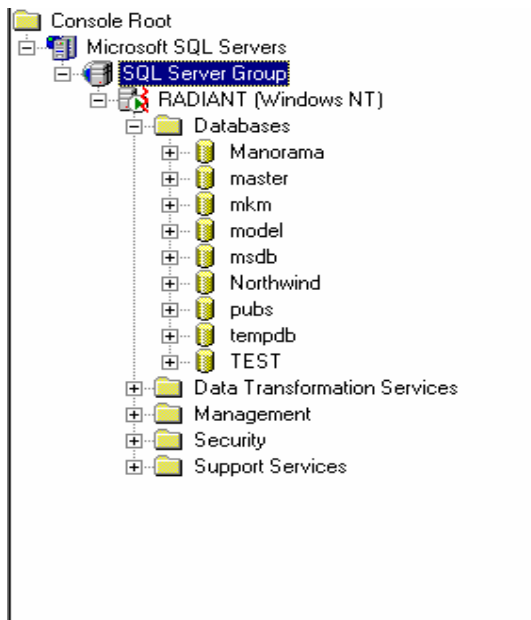 Console Root
Microsoft SQL Servers
SQL Server Group
RADIANT (Windows NT)
Databases
Manorama
master
mkm
model
msdb
Northwind
pubs
tempdb
TEST
Data Transformation Services
Management
Security
Support Services